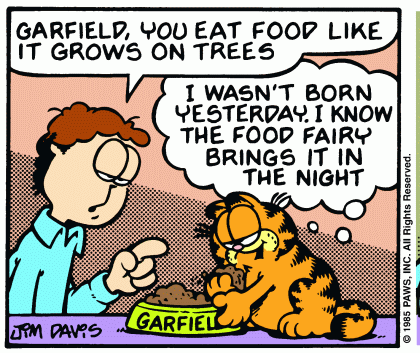 GARFIELD, YOU EAT FOOD LIKE
IT GROWS ON TREES
I WASN'T BORN
YESTERDAY. I KNOW
THE FOOD FAIRY
BRINGS IT IN
THE NIGHT
GARFIEL
JIM DAVIS
© 1985 PAWS, INC. All Rights Reserved.